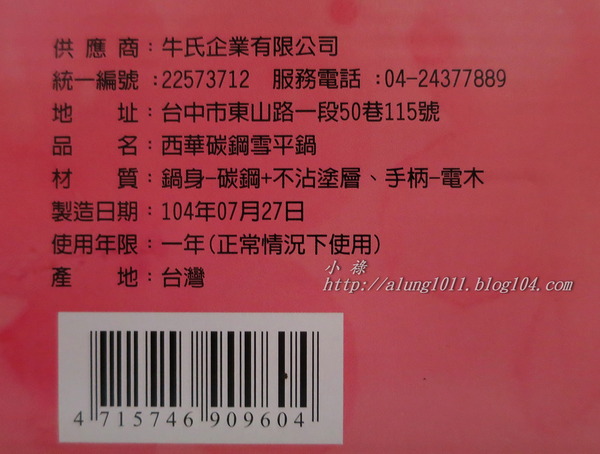 供應商：牛氏企業有限公司
統一編號：22573712 服務電話：04-24377889
地址：台中市東山路一段50巷115號
品名：西華碳鋼雪平鍋
材質：鍋身-碳鋼+不沾塗層、手柄-電木
製造日期：104年07月27日
使用年限：一年(正常情況下使用)
產地：台灣
小祿
http://alung1011.blog104.com
4 715746 909604